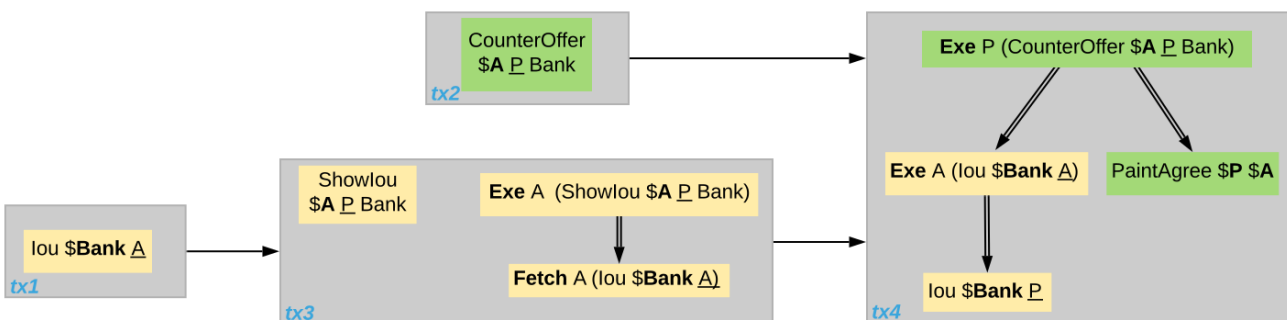 CounterOffer
$A P Bank
tx2
Exe P (CounterOffer $A P Bank)
Exe A (Iou $Bank A)
PaintAgree $P $A
Iou $Bank P
tx4
ShowIou
$A P Bank
Exe A (ShowIou $A P Bank)
Fetch A (Iou $Bank A)
tx3
Iou $Bank A
tx1